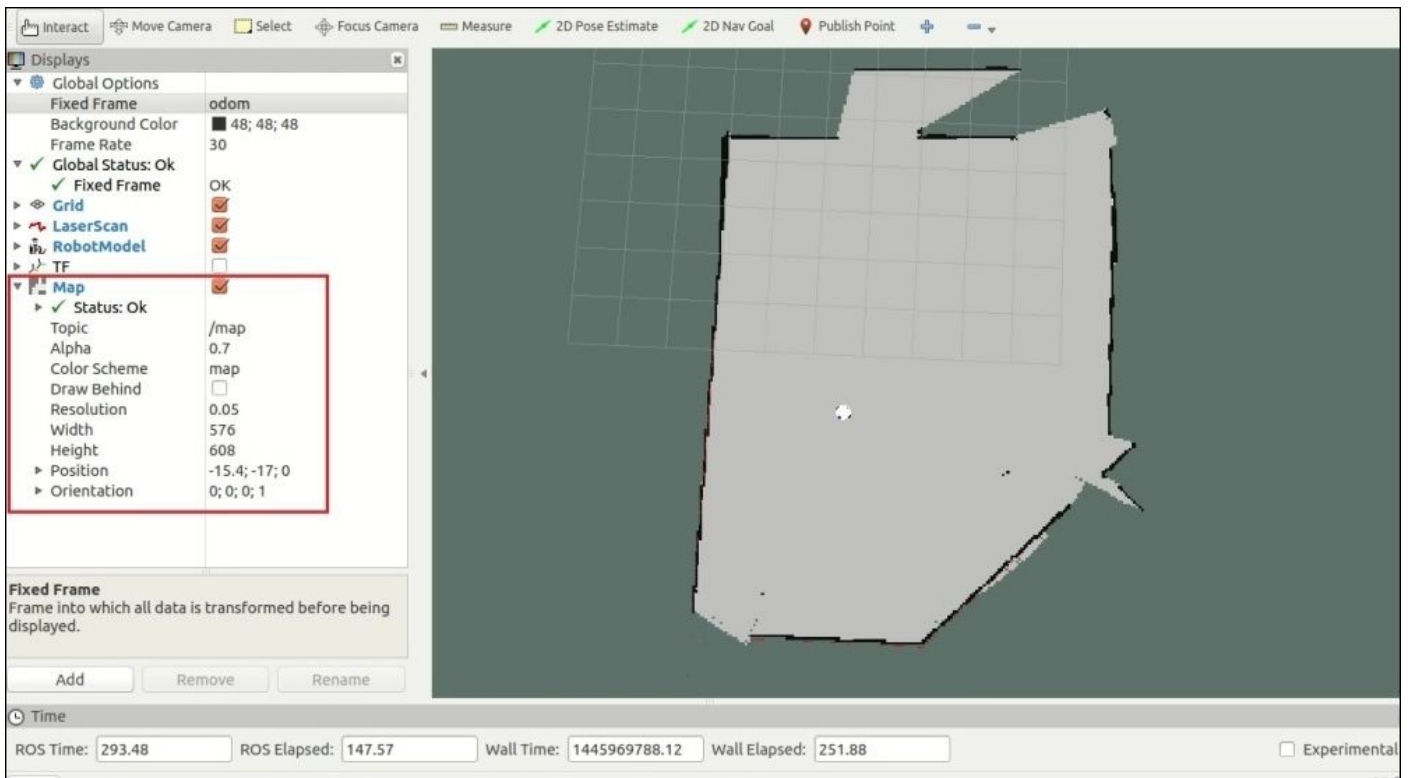 Interact Move Camera Select Focus Camera Measure 2D Pose Estimate 2D Nav Goal Publish Point
Displays
Global Options
Fixed Frame odom
Background Color 48; 48; 48
Frame Rate 30
Global Status: Ok
Fixed Frame OK
Grid
LaserScan
RobotModel
TF
Map
Status: Ok
Topic /map
Alpha 0.7
Color Scheme map
Draw Behind
Resolution 0.05
Width 576
Height 608
Position -15.4; -17; 0
Orientation 0; 0; 0; 1
Fixed Frame
Frame into which all data is transformed before being
displayed.
Add Remove Rename
Time
ROS Time: 293.48 ROS Elapsed: 147.57 Wall Time: 1445969788.12 Wall Elapsed: 251.88 Experimental